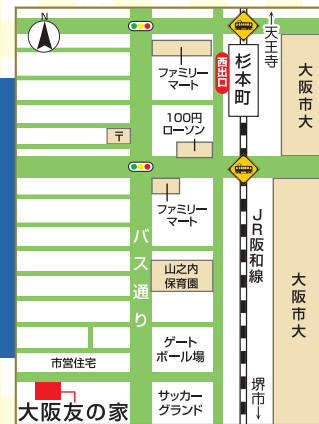 N
↑
天王寺
ファミリー
マート
西出口
杉本町
大阪市大
100円
ローソン
〒
ファミリー
マート
バス通り
JR阪和線
山之内
保育園
大阪市大
ゲート
ボール場
市営住宅
堺市
↓
大阪友の家
サッカー
グランド